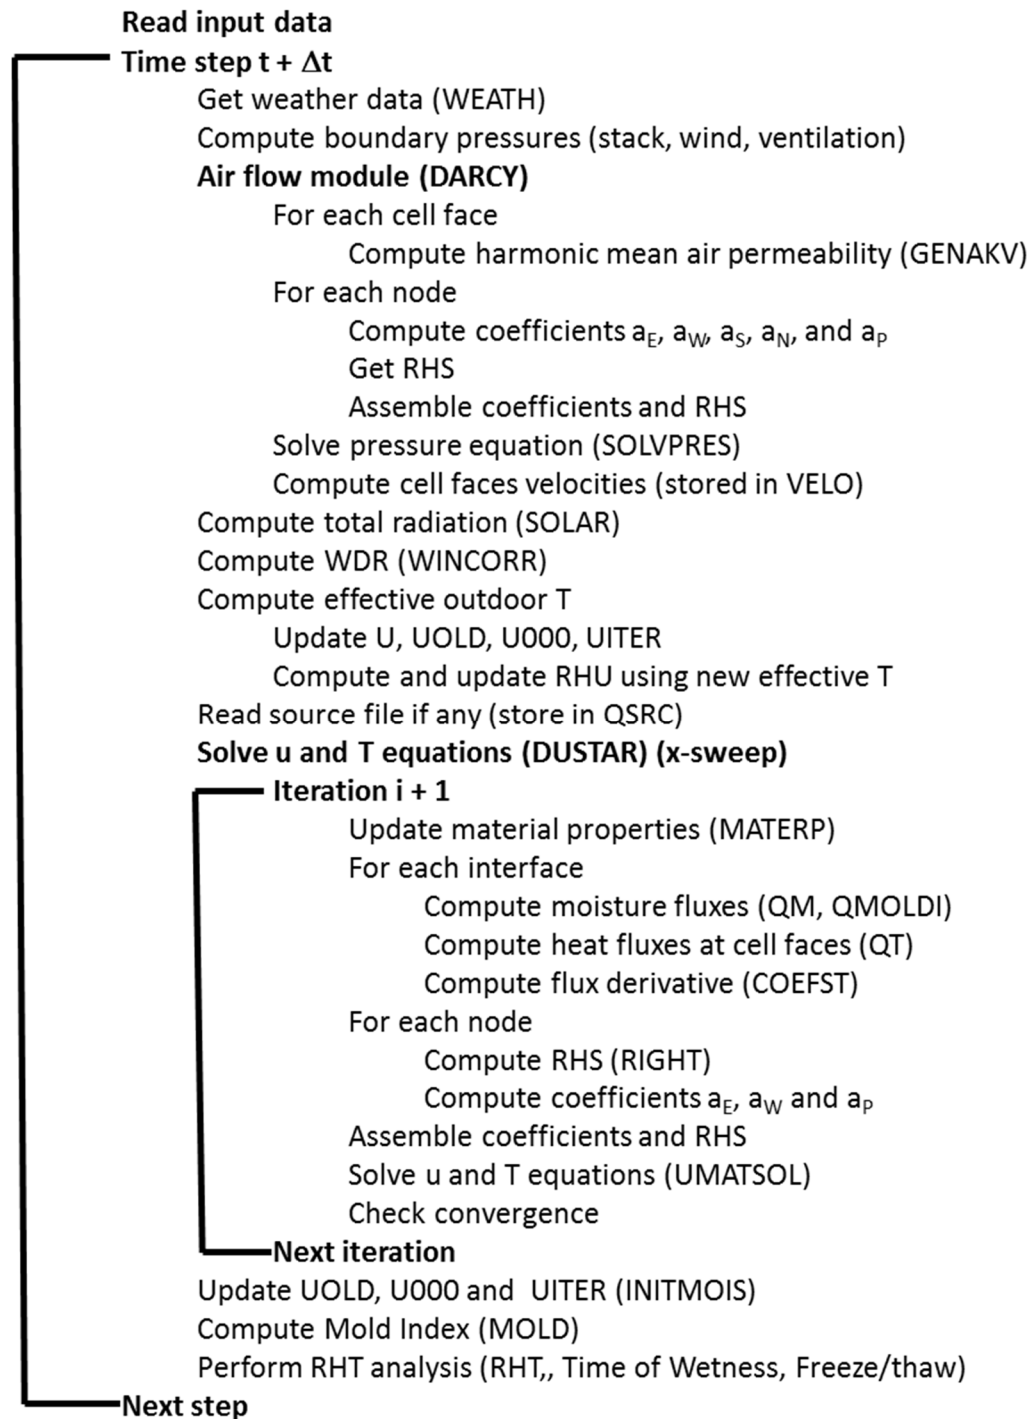 Read input data
Time step t + Δt
Get weather data (WEATH)
Compute boundary pressures (stack, wind, ventilation)
Air flow module (DARCY)
For each cell face
Compute harmonic mean air permeability (GENAKV)
For each node
Compute coefficients aE, aW, aS, aN, and aP
Get RHS
Assemble coefficients and RHS
Solve pressure equation (SOLVPRES)
Compute cell faces velocities (stored in VELO)
Compute total radiation (SOLAR)
Compute WDR (WINCORR)
Compute effective outdoor T
Update U, UOLD, U000, UITER
Compute and update RHU using new effective T
Read source file if any (store in QSRC)
Solve u and T equations (DUSTAR) (x-sweep)
Iteration i + 1
Update material properties (MATERP)
For each interface
Compute moisture fluxes (QM, QMOLDI)
Compute heat fluxes at cell faces (QT)
Compute flux derivative (COEFST)
For each node
Compute RHS (RIGHT)
Compute coefficients aE, aW and aP
Assemble coefficients and RHS
Solve u and T equations (UMATSOL)
Check convergence
Next iteration
Update UOLD, U000 and UITER (INITMOIS)
Compute Mold Index (MOLD)
Perform RHT analysis (RHT,, Time of Wetness, Freeze/thaw)
Next step